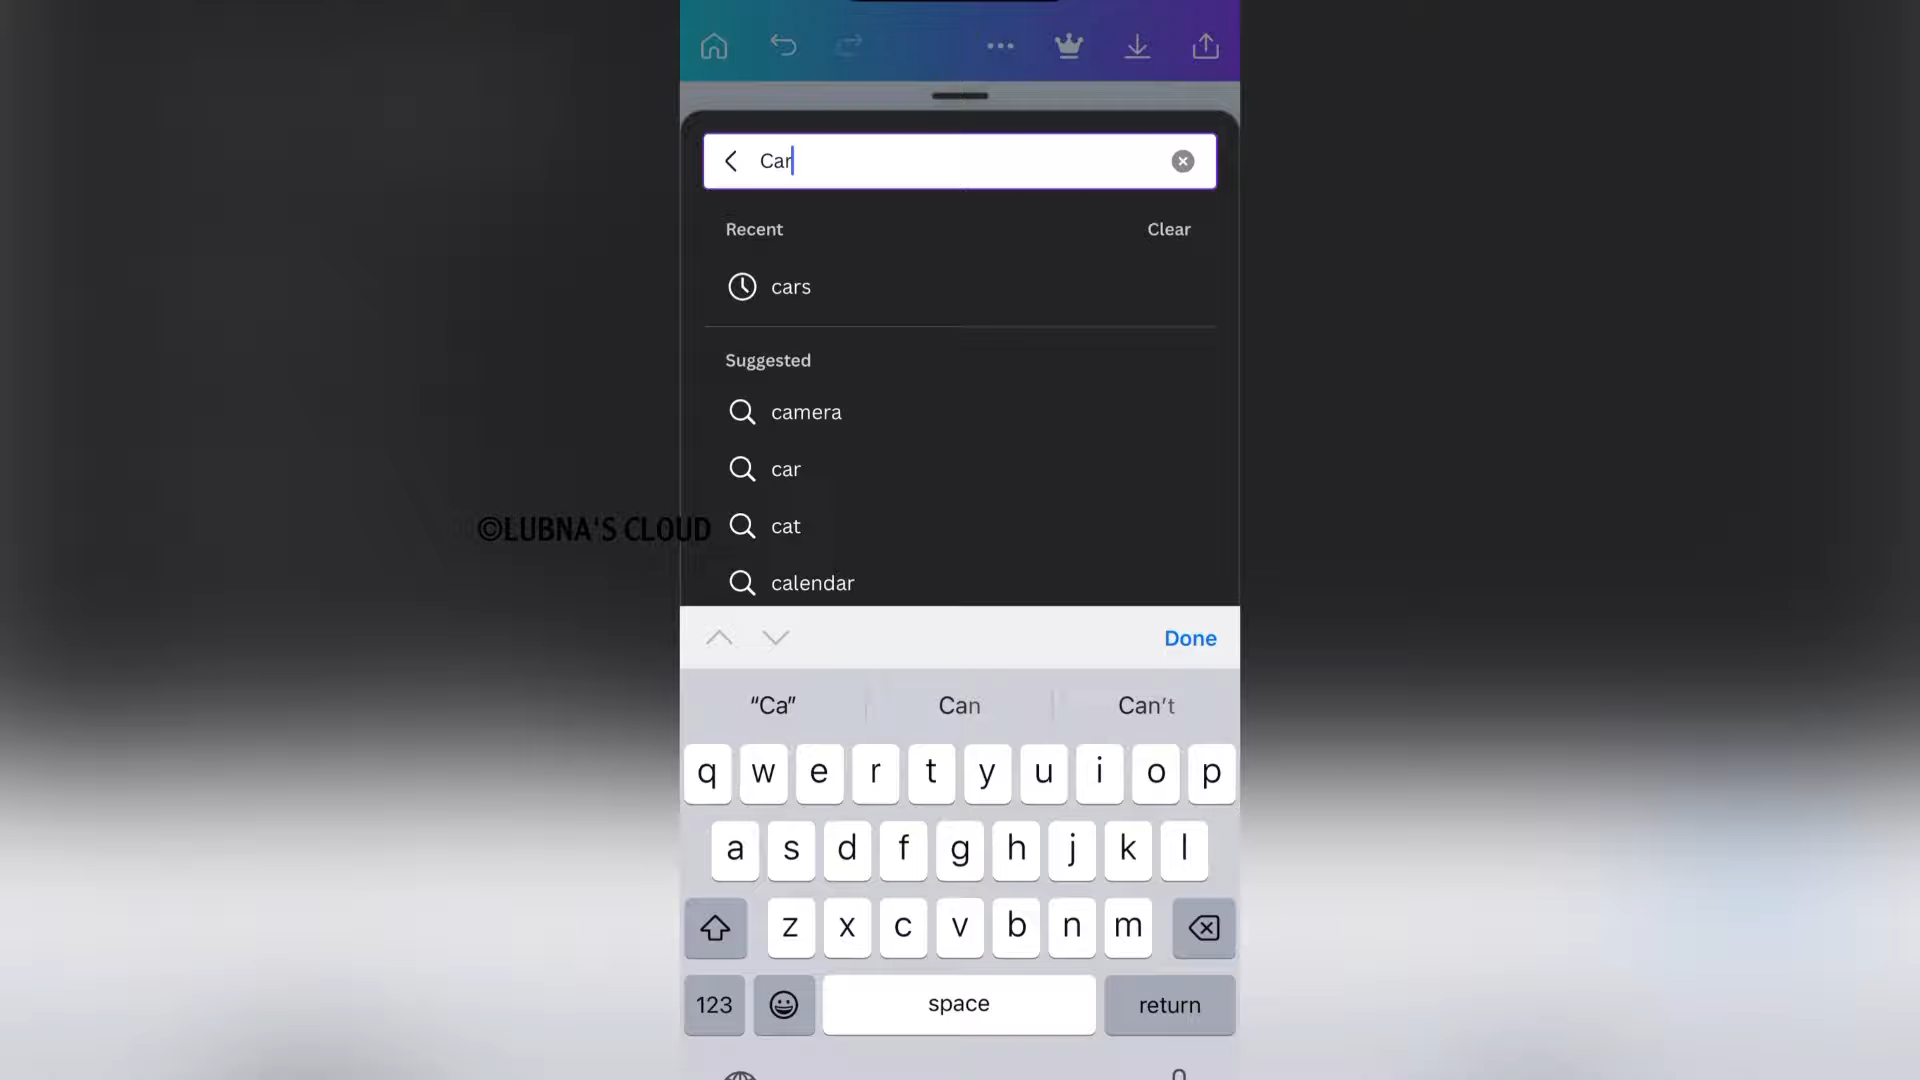 Car
Recent Clear
cars
Suggested
camera
car
cat
©LUBNA'S CLOUD
calendar
Done
“Ca” Can Can't
q w e r t y u i o p
a s d f g h j k l
z x c v b n m
123 space return